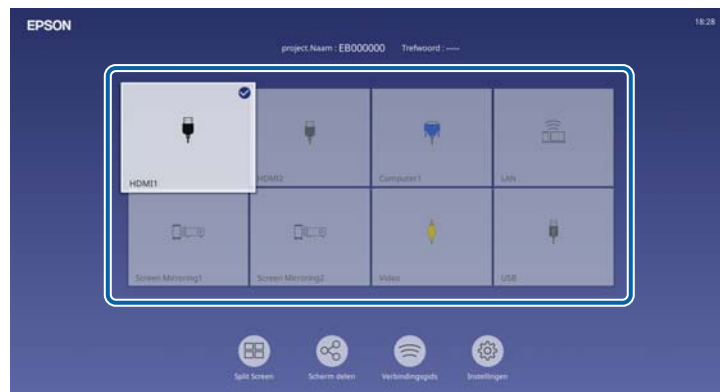 EPSON
18:28
project.Naam : EB000000 Trefwoord : ----
HDMI1
HDMI2
Computer1
LAN
Screen Mirroring1
Screen Mirroring2
Video
USB
Split Screen
Scherm delen
Verbindingsgids
Instellingen